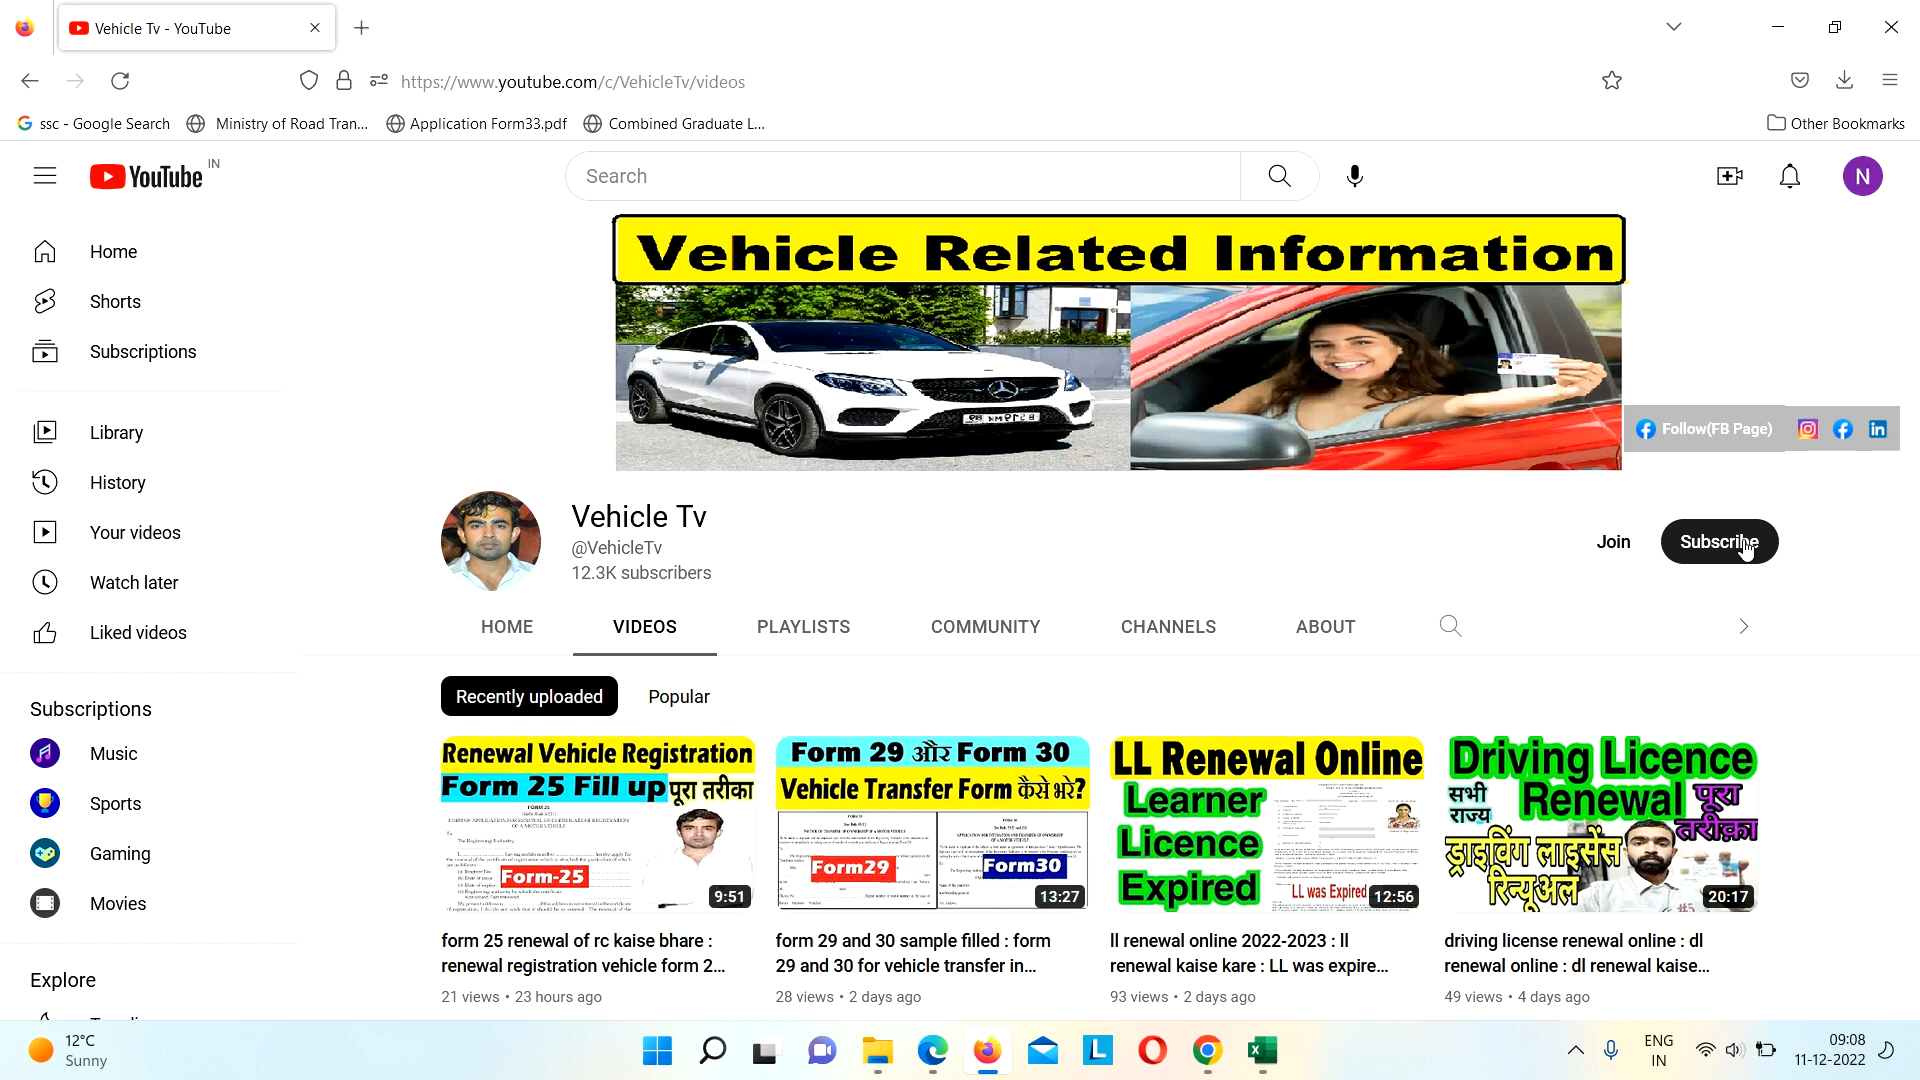 Vehicle Tv - YouTube
https://www.youtube.com/c/VehicleTv/videos
ssc - Google Search
Ministry of Road Tran...
Application Form33.pdf
Combined Graduate L...
Other Bookmarks
YouTube
IN
Search
N
Home
Shorts
Subscriptions
Library
History
Your videos
Watch later
Liked videos
Subscriptions
Music
Sports
Gaming
Movies
Explore
Vehicle Related Information
Follow(FB Page)
Vehicle Tv
@VehicleTv
12.3K subscribers
Join
Subscribe
HOME
VIDEOS
PLAYLISTS
COMMUNITY
CHANNELS
ABOUT
Recently uploaded
Popular
Renewal Vehicle Registration
Form 25 Fill up पूरा तरीका
Form-25
9:51
form 25 renewal of rc kaise bhare :
renewal registration vehicle form 2...
21 views • 23 hours ago
Form 29 और Form 30
Vehicle Transfer Form कैसे भरे?
Form29
Form30
13:27
form 29 and 30 sample filled : form
29 and 30 for vehicle transfer in...
28 views • 2 days ago
LL Renewal Online
Learner
Licence
Expired
LL was Expired
12:56
ll renewal online 2022-2023 : ll
renewal kaise kare : LL was expire...
93 views • 2 days ago
Driving Licence
सभी
राज्य
Renewal पूरा
तरीक़ा
ड्राइविंग लाइसेंस
रिन्यूअल
20:17
driving license renewal online : dl
renewal online : dl renewal kaise...
49 views • 4 days ago
12°C
Sunny
ENG
IN
09:08
11-12-2022